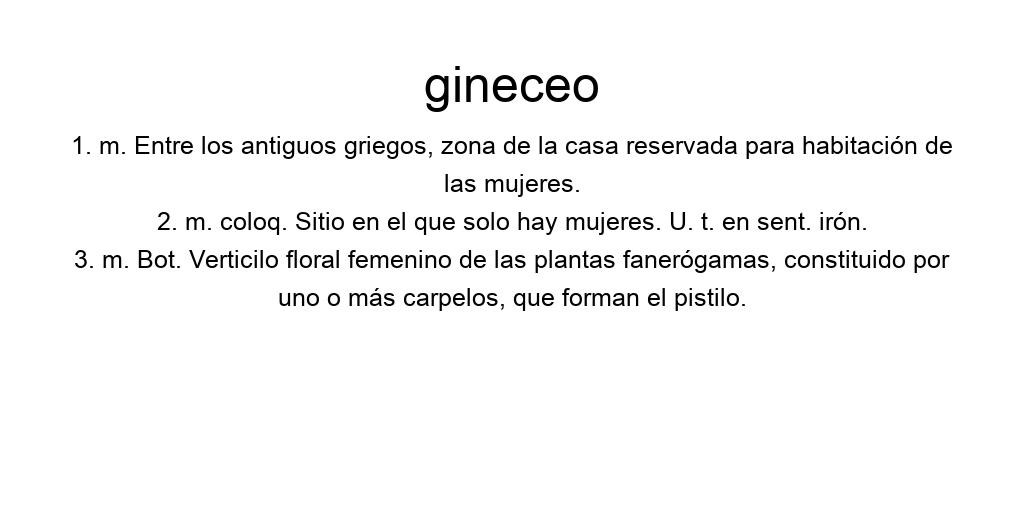 gineceo
1. m. Entre los antiguos griegos, zona de la casa reservada para habitación de
las mujeres.
2. m. coloq. Sitio en el que solo hay mujeres. U. t. en sent. irón.
3. m. Bot. Verticilo floral femenino de las plantas fanerógamas, constituido por
uno o más carpelos, que forman el pistilo.